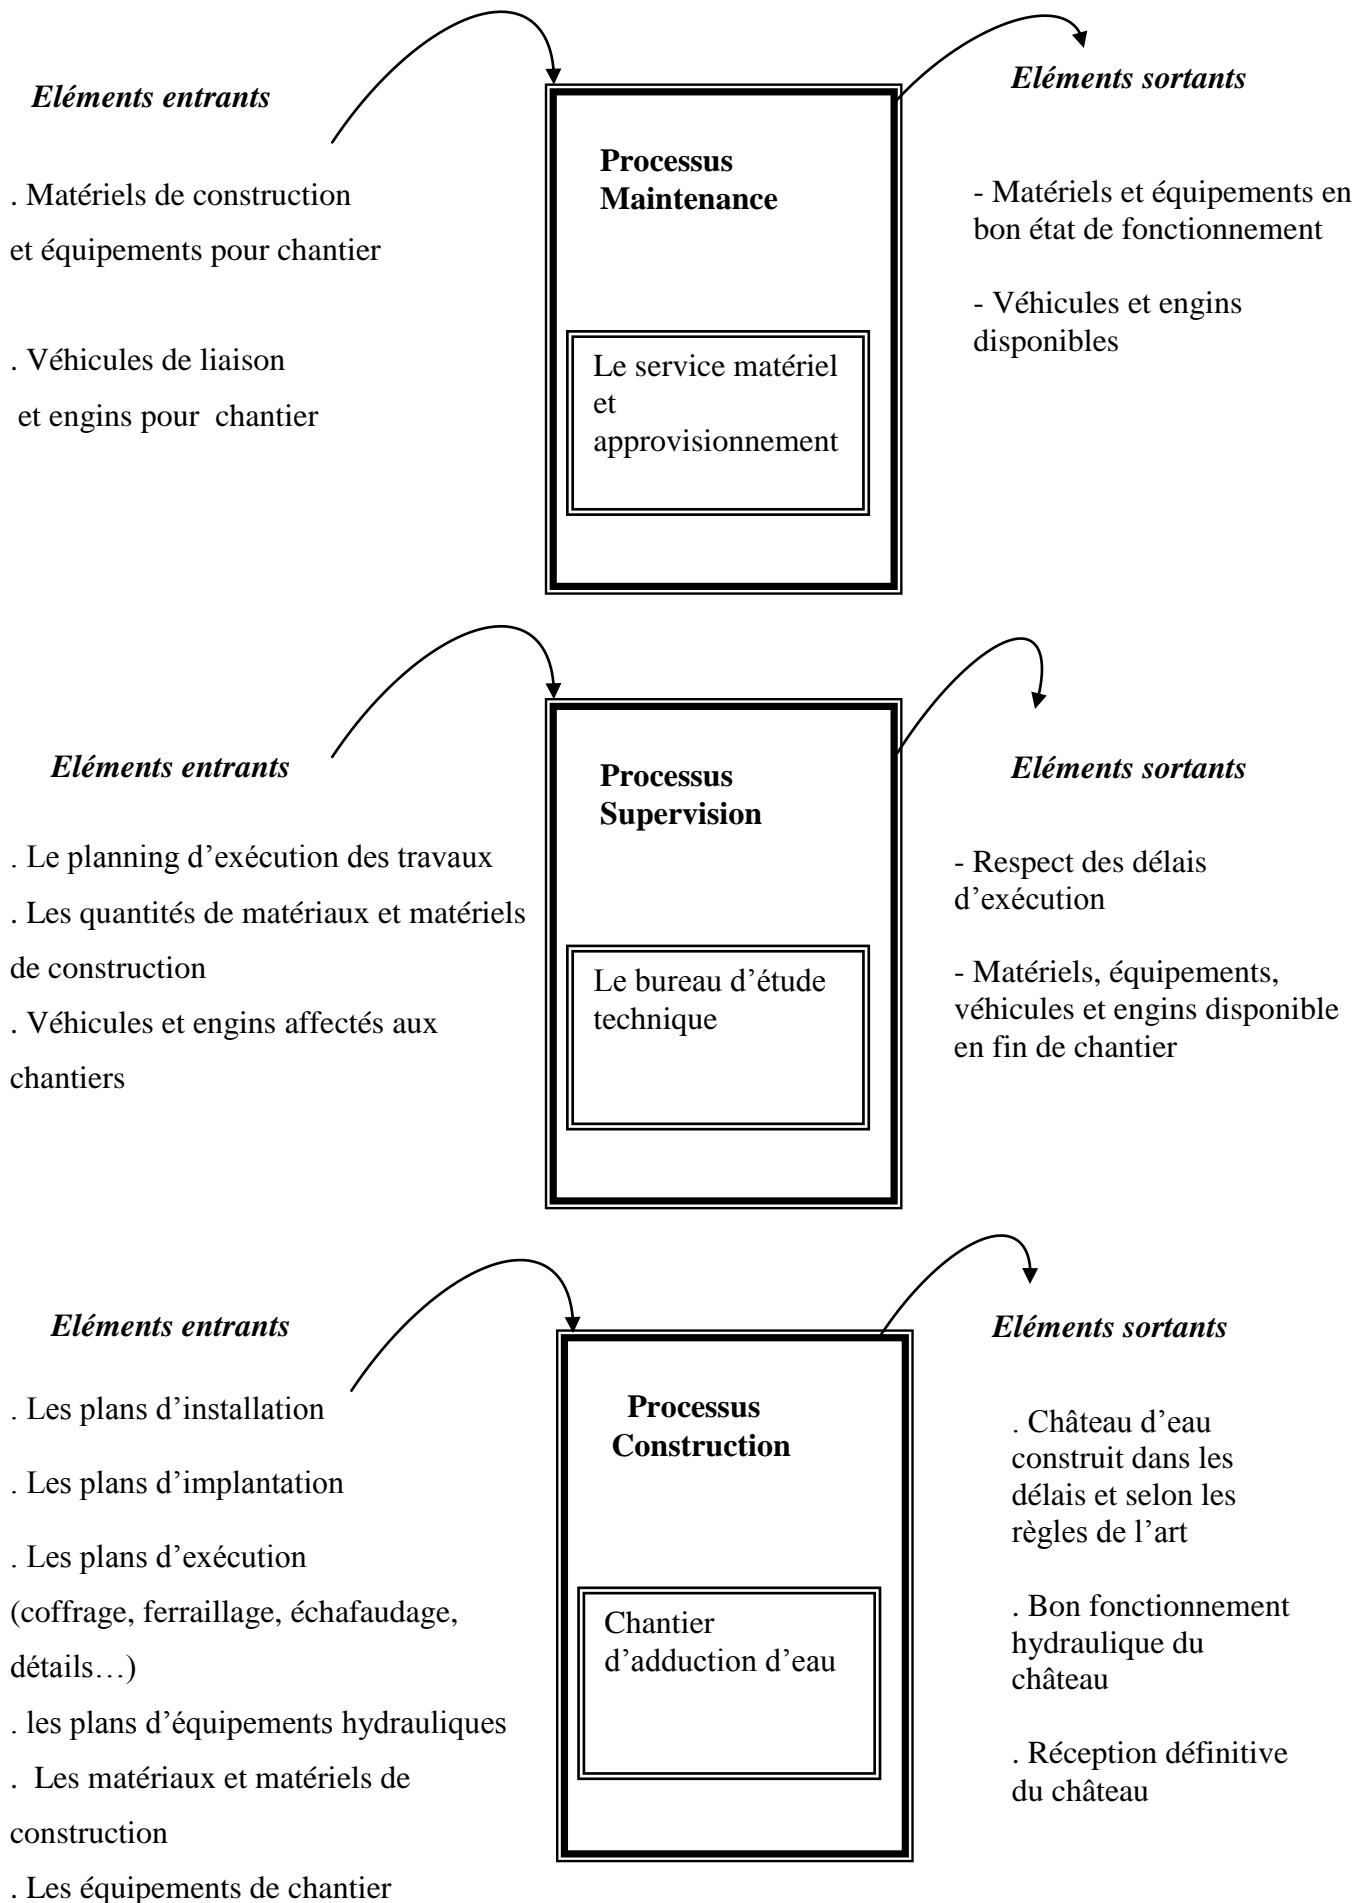 Eléments entrants
. Matériels de construction
et équipements pour chantier
. Véhicules de liaison
et engins pour chantier
Processus
Maintenance
Le service matériel
et
approvisionnement
Eléments sortants
- Matériels et équipements en
bon état de fonctionnement
- Véhicules et engins
disponibles
Eléments entrants
. Le planning d’exécution des travaux
. Les quantités de matériaux et matériels
de construction
. Véhicules et engins affectés aux
chantiers
Processus
Supervision
Le bureau d’étude
technique
Eléments sortants
- Respect des délais
d’exécution
- Matériels, équipements,
véhicules et engins disponible
en fin de chantier
Eléments entrants
. Les plans d’installation
. Les plans d’implantation
. Les plans d’exécution
(coffrage, ferraillage, échafaudage,
détails…)
. les plans d’équipements hydrauliques
. Les matériaux et matériels de
construction
. Les équipements de chantier
Processus
Construction
Chantier
d’adduction d’eau
Eléments sortants
. Château d’eau
construit dans les
délais et selon les
règles de l’art
. Bon fonctionnement
hydraulique du
château
. Réception définitive
du château